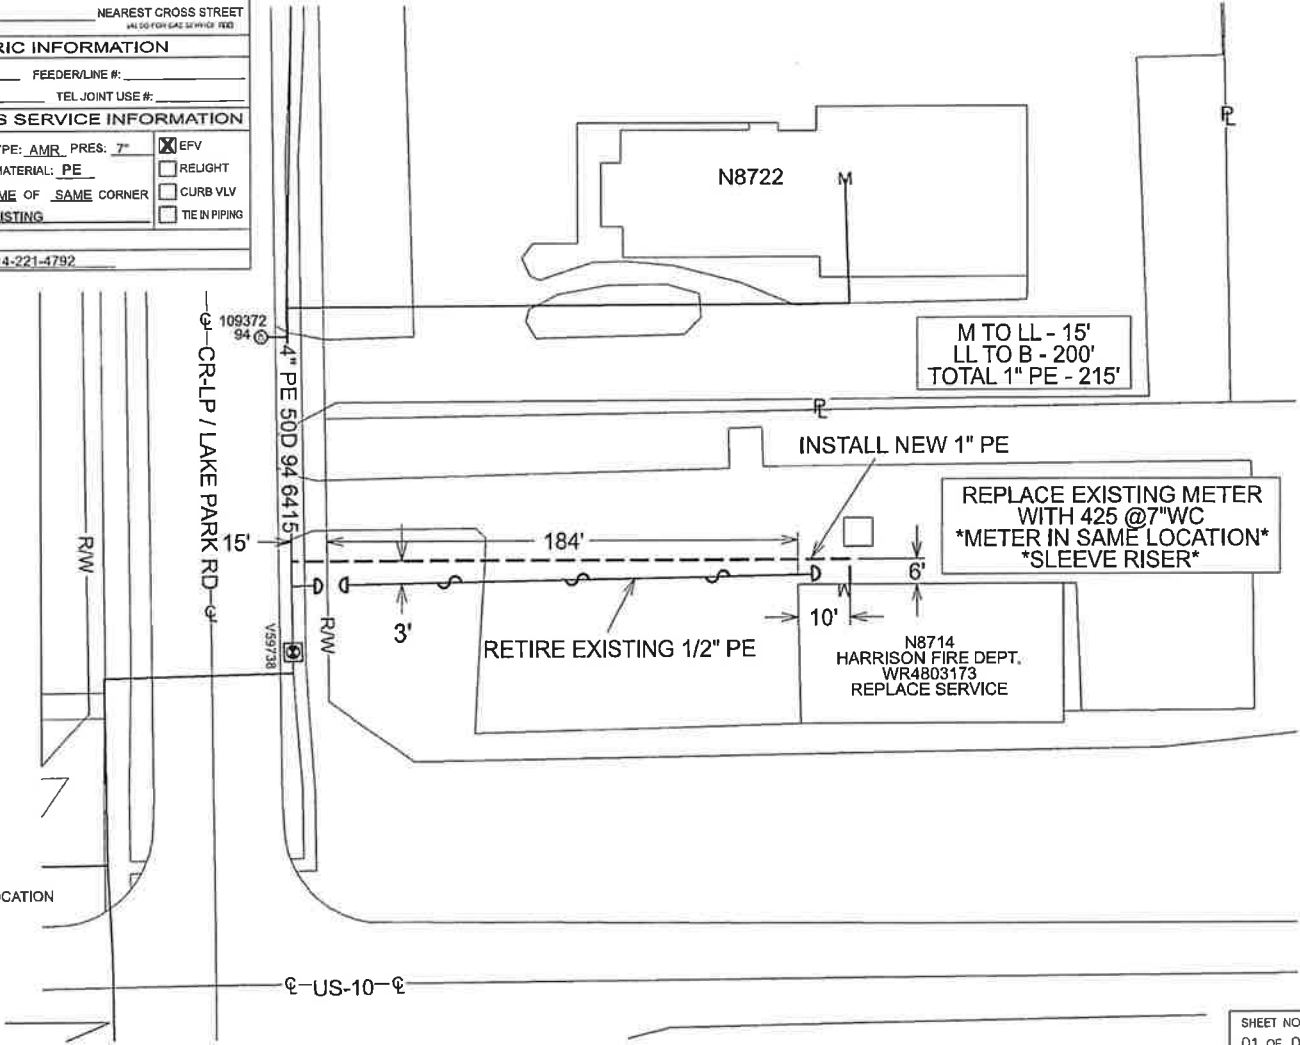 NEAREST CROSS STREET
RIC INFORMATION
FEEDER/LINE #:
TEL JOINT USE #:
S SERVICE INFORMATION
YPE: AMR PRES: 7"
EFV
MATERIAL: PE
RELIGHT
ME OF SAME CORNER
CURB VLV
ISTING
TIE IN PIPING
4-221-4792
N8722
M
PL
109372
94
CR-LP / LAKE PARK RD
4" PE 50D 94 6415
M TO LL - 15'
LL TO B - 200'
TOTAL 1" PE - 215'
PL
INSTALL NEW 1" PE
REPLACE EXISTING METER
WITH 425 @7"WC
*METER IN SAME LOCATION*
*SLEEVE RISER*
R/W
15'
184'
6'
M
10'
3'
RETIRE EXISTING 1/2" PE
R/W
V59738
N8714
HARRISON FIRE DEPT.
WR4803173
REPLACE SERVICE
CATION
US-10
SHEET NO
01 OF 0